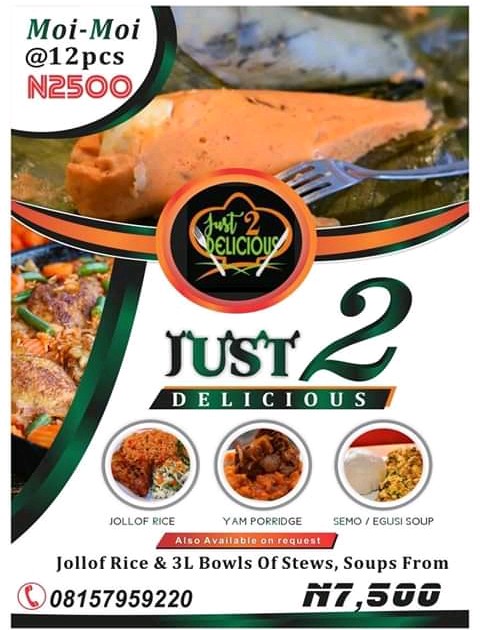 Moi-Moi
@12pcs
N2500
Just 2
DELICIOUS
JUST 2
DELICIOUS
JOLLOF RICE
YAM PORRIDGE
SEMO / EGUSI SOUP
Also Available on request
Jollof Rice & 3L Bowls Of Stews, Soups From
08157959220
₦7,500